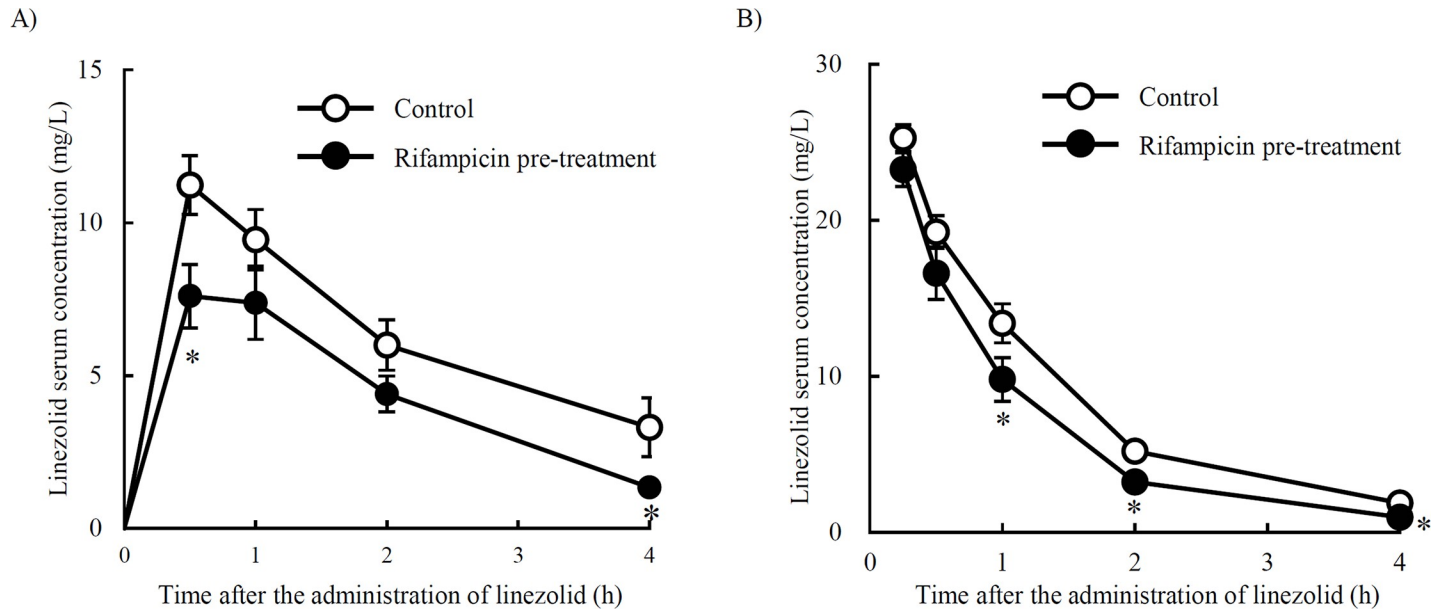 A)
15
10
5
0
0
1
2
3
4
Linezolid serum concentration (mg/L)
Control
Rifampicin pre-treatment
*
*
Time after the administration of linezolid (h)
B)
30
20
10
0
0
1
2
3
4
Linezolid serum concentration (mg/L)
Control
Rifampicin pre-treatment
*
*
*
Time after the administration of linezolid (h)